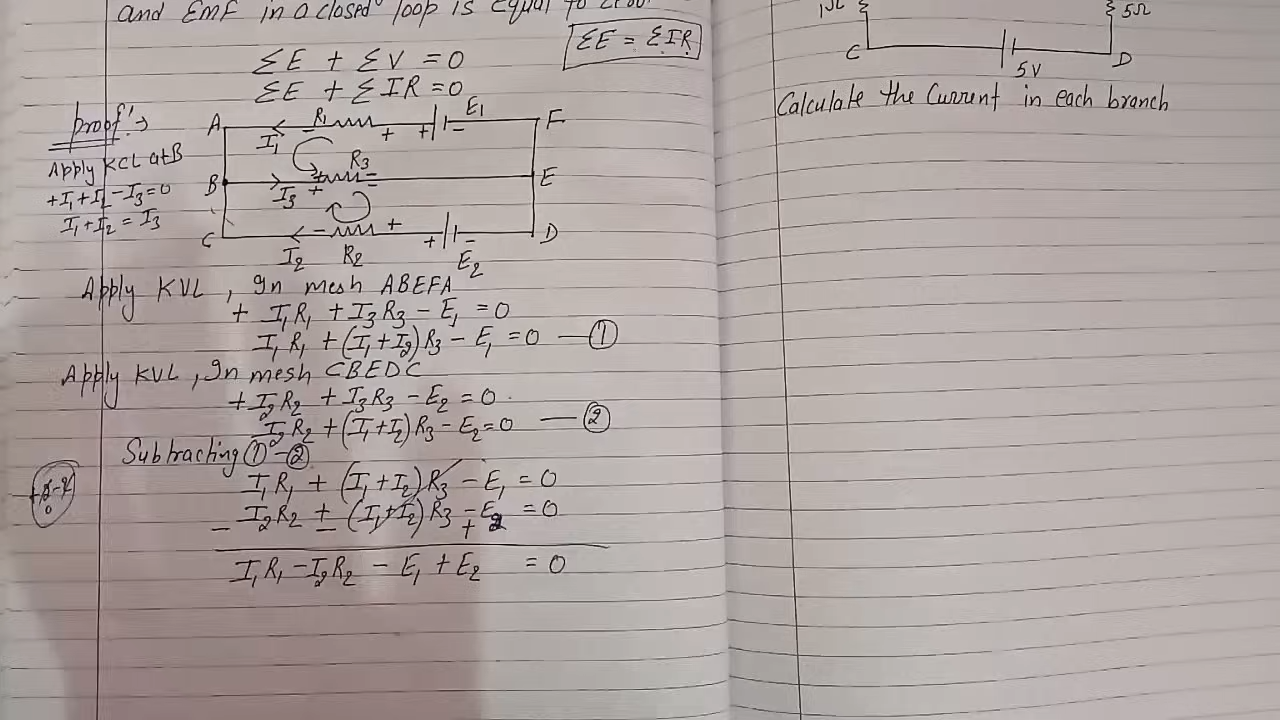 and EMF in a closed loop is equal to zero.
ΣE + ΣV = 0
ΣE = ΣIR
ΣE + ΣIR = 0
proof:→
Apply KCL at B
+I₁+I₂-I₃=0
I₁+I₂ = I₃
A I₁ R₁ + + - E₁ F
B I₃ + R₃ - E
C I₂ - R₂ + + - E₂ D
Apply KVL, In mesh ABEFA
+ I₁R₁ + I₃R₃ - E₁ = 0
I₁R₁ + (I₁+I₂)R₃ - E₁ = 0 — ①
Apply KVL, In mesh CBEDC
+ I₂R₂ + I₃R₃ - E₂ = 0.
I₂R₂ + (I₁+I₂)R₃ - E₂=0 — ②
Subtracting ①-②
I₁R₁ + (I₁+I₂)R₃ - E₁ = 0
- I₂R₂ + - (I₁+I₂)R₃ - + E₂ = 0
I₁R₁ - I₂R₂ - E₁ + E₂ = 0
1Ω 5Ω
C 5V D
Calculate the Current in each branch